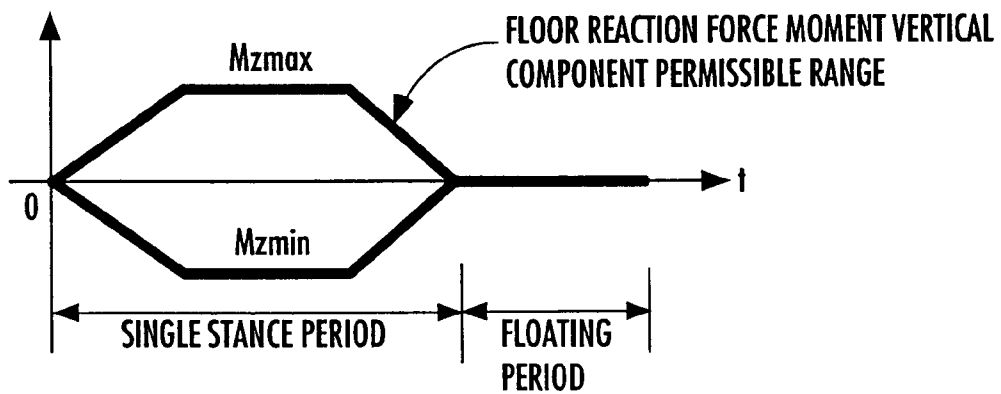 FLOOR REACTION FORCE MOMENT VERTICAL
COMPONENT PERMISSIBLE RANGE
Mzmax
t
0
Mzmin
SINGLE STANCE PERIOD
FLOATING
PERIOD